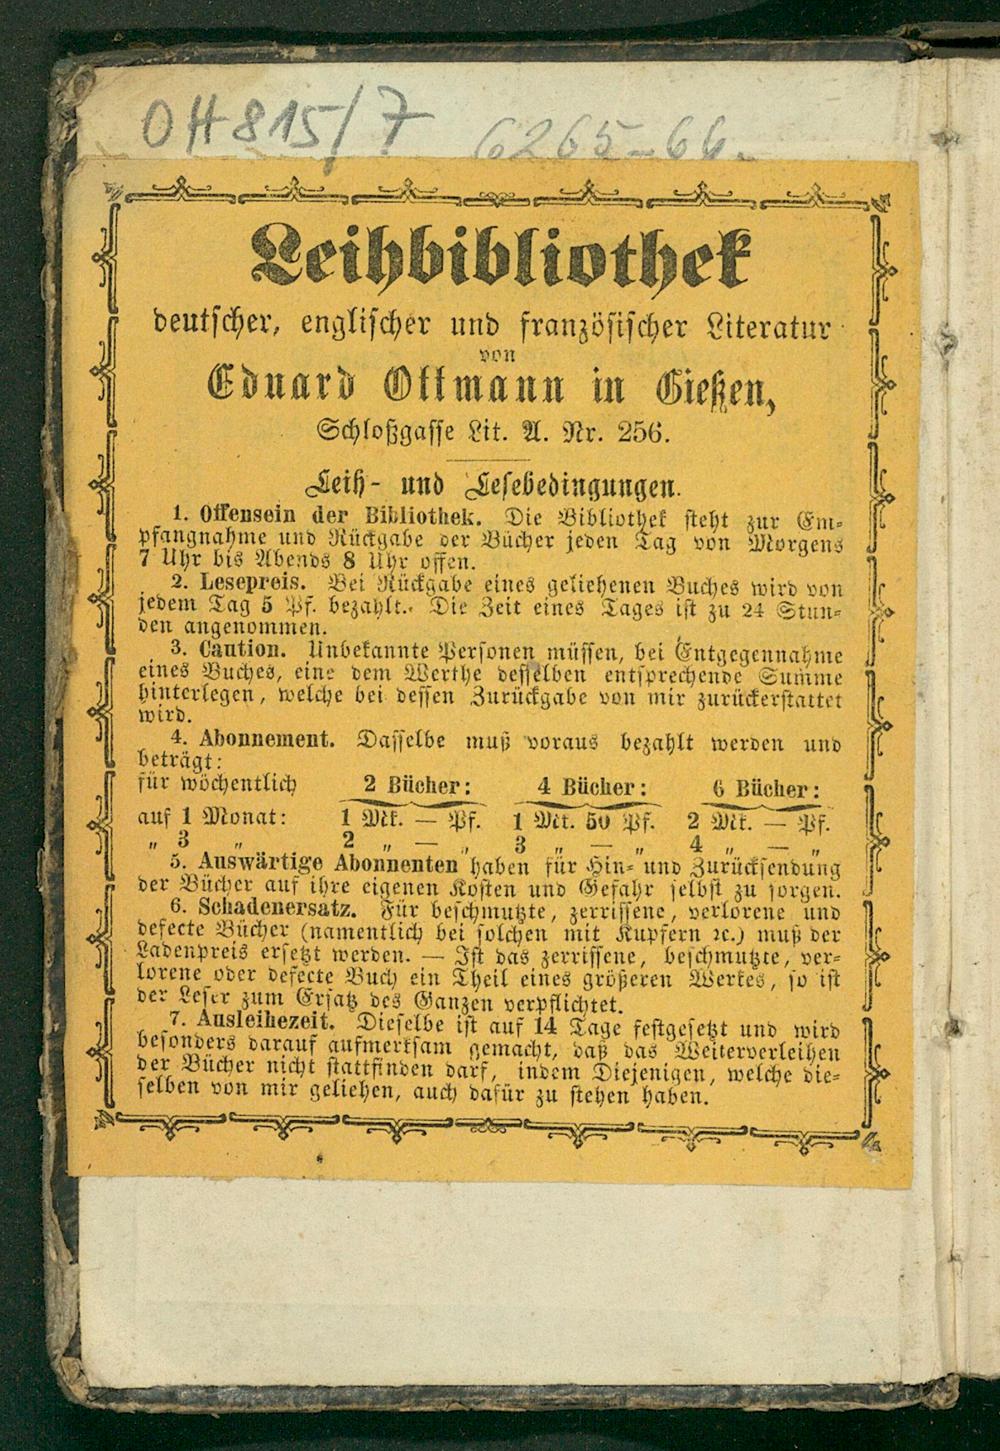 OH 815/7 6265-66.
Leihbibliothek
deutscher, englischer und französischer Literatur
von
Eduard Ottmann in Gießen,
Schloßgasse Lit. A. Nr. 256.
Leih- und Lesebedingungen.
1. Offensein der Bibliothek. Die Bibliothek steht zur Em-
pfangnahme und Rückgabe der Bücher jeden Tag von Morgens
7 Uhr bis Abends 8 Uhr offen.
2. Lesepreis. Bei Rückgabe eines geliehenen Buches wird von
jedem Tag 5 Pf. bezahlt. Die Zeit eines Tages ist zu 24 Stun-
den angenommen.
3. Caution. Unbekannte Personen müssen, bei Entgegennahme
eines Buches, eine dem Werthe desselben entsprechende Summe
hinterlegen, welche bei dessen Zurückgabe von mir zurückerstattet
wird.
4. Abonnement. Dasselbe muß voraus bezahlt werden und
beträgt:
für wöchentlich 2 Bücher: 4 Bücher: 6 Bücher:
auf 1 Monat: 1 Mk. — Pf. 1 Mk. 50 Pf. 2 Mk. — Pf.
„ 3 „ 2 „ — „ 3 „ — „ 4 „ — „
5. Auswärtige Abonnenten haben für Hin- und Zurücksendung
der Bücher auf ihre eigenen Kosten und Gefahr selbst zu sorgen.
6. Schadenersatz. Für beschmutzte, zerrissene, verlorene und
defecte Bücher (namentlich bei solchen mit Kupfern ꝛc.) muß der
Ladenpreis ersetzt werden. — Ist das zerrissene, beschmutzte, ver-
lorene oder defecte Buch ein Theil eines größeren Werkes, so ist
der Leser zum Ersatz des Ganzen verpflichtet.
7. Ausleihezeit. Dieselbe ist auf 14 Tage festgesetzt und wird
besonders darauf aufmerksam gemacht, daß das Weiterverleihen
der Bücher nicht stattfinden darf, indem Diejenigen, welche die-
selben von mir geliehen, auch dafür zu stehen haben.